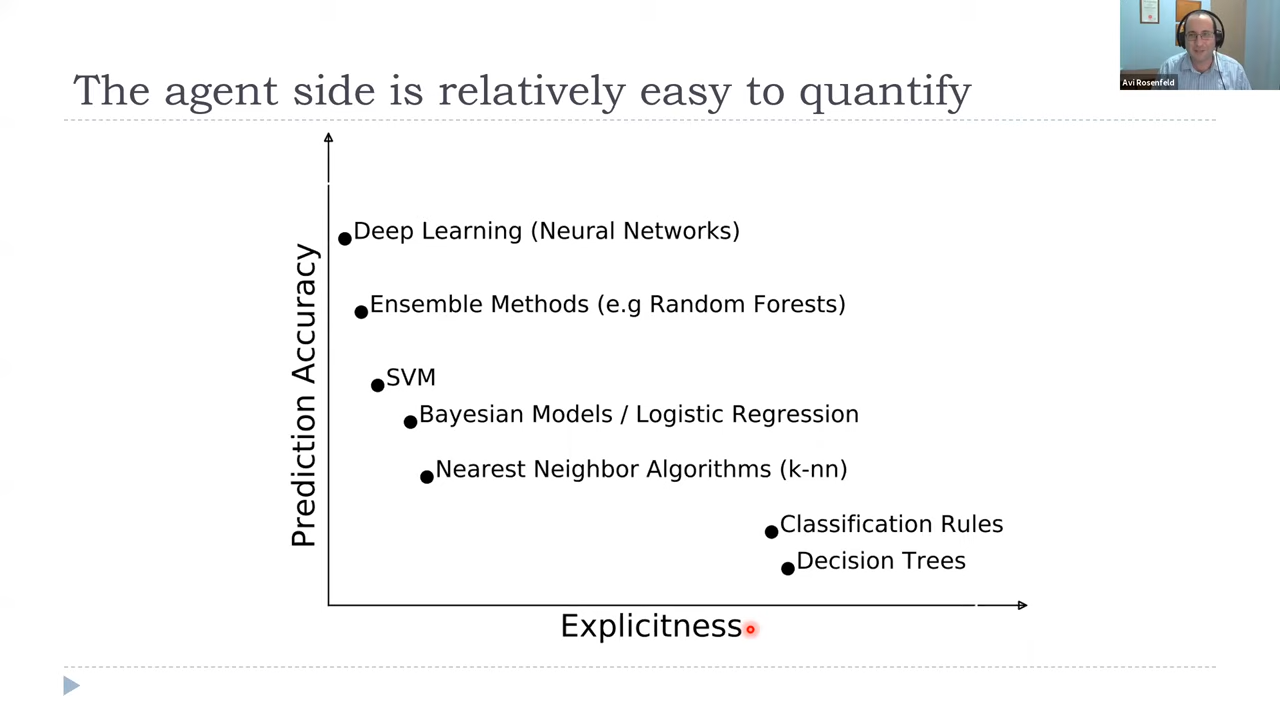 The agent side is relatively easy to quantify
Avi Rosenfeld
Prediction Accuracy
Deep Learning (Neural Networks)
Ensemble Methods (e.g Random Forests)
SVM
Bayesian Models / Logistic Regression
Nearest Neighbor Algorithms (k-nn)
Classification Rules
Decision Trees
Explicitness